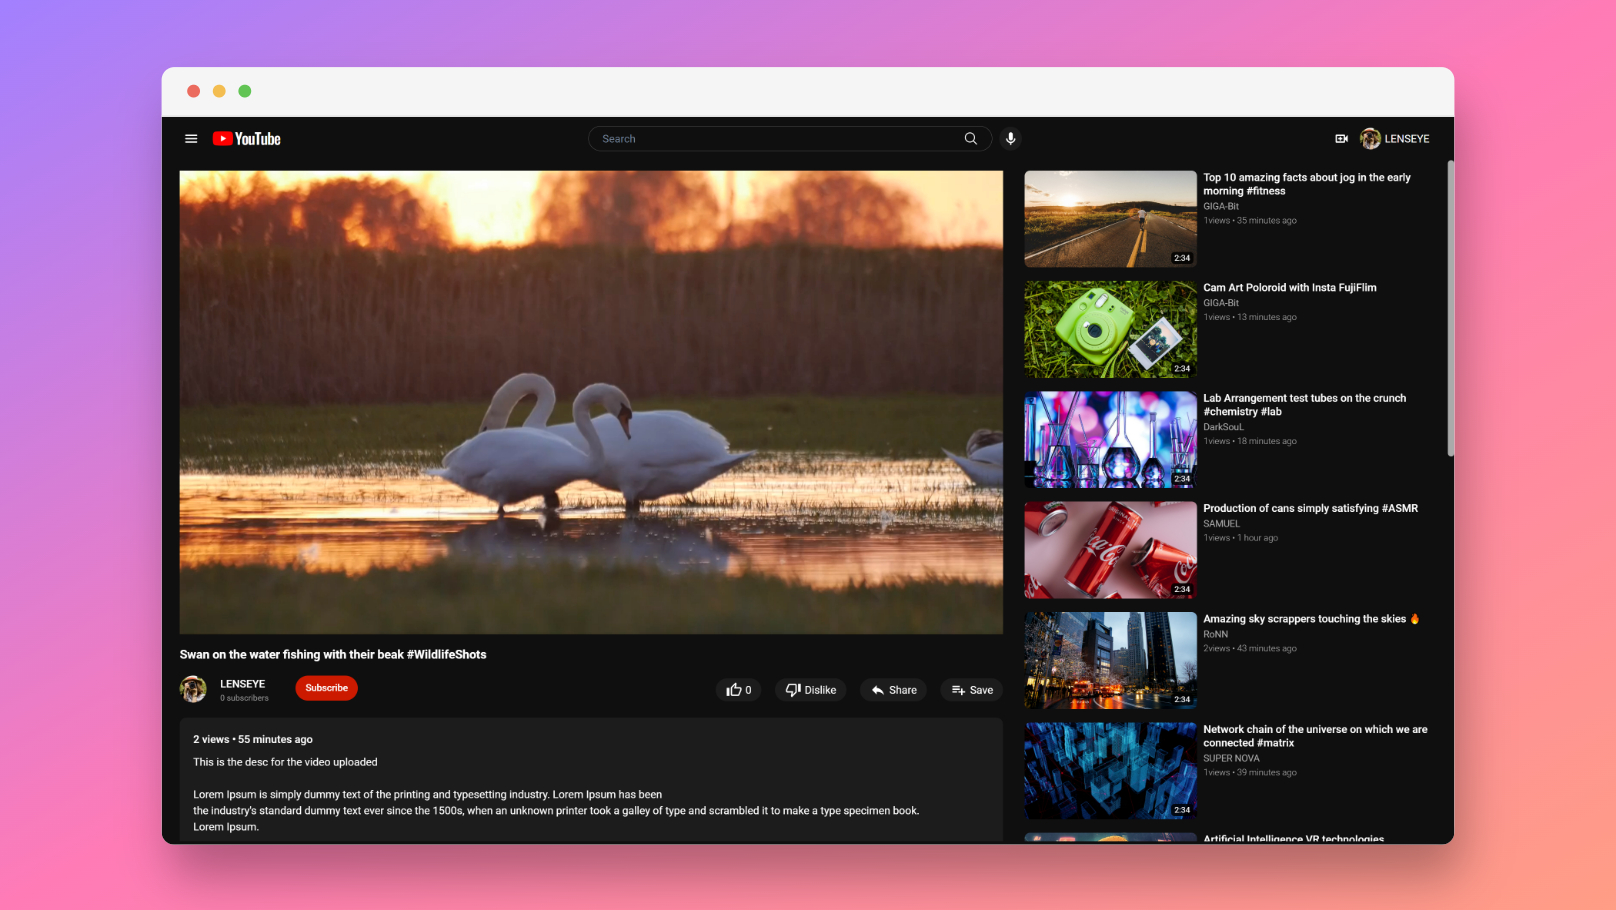 YouTube
Search
LENSEYE
Swan on the water fishing with their beak #WildlifeShots
LENSEYE
0 subscribers
Subscribe
0
Dislike
Share
Save
2 views • 55 minutes ago
This is the desc for the video uploaded
Lorem Ipsum is simply dummy text of the printing and typesetting industry. Lorem Ipsum has been
the industry's standard dummy text ever since the 1500s, when an unknown printer took a galley of type and scrambled it to make a type specimen book.
Lorem Ipsum.
2:34
Top 10 amazing facts about jog in the early
morning #fitness
GIGA-Bit
1views • 35 minutes ago
2:34
Cam Art Poloroid with Insta FujiFlim
GIGA-Bit
1views • 13 minutes ago
2:34
Lab Arrangement test tubes on the crunch
#chemistry #lab
DarkSouL
1views • 18 minutes ago
Coca-Cola
2:34
Production of cans simply satisfying #ASMR
SAMUEL
1views • 1 hour ago
2:34
Amazing sky scrappers touching the skies 🔥
RoNN
2views • 43 minutes ago
2:34
Network chain of the universe on which we are
connected #matrix
SUPER NOVA
1views • 39 minutes ago
Artificial Intelligence VR technologies